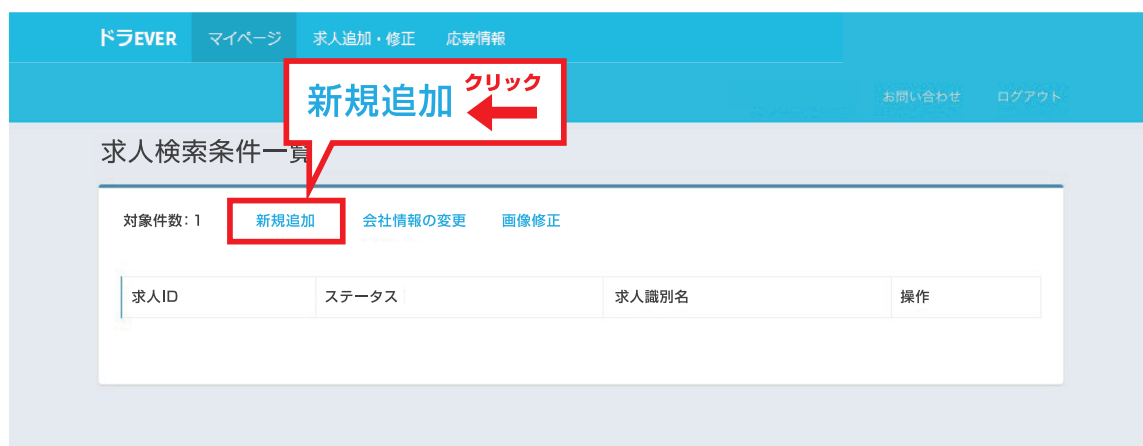 ドラEVER マイページ 求人追加・修正 応募情報
新規追加 クリック
お問い合わせ ログアウト
求人検索条件一覧
対象件数：1 新規追加 会社情報の変更 画像修正
求人ID ステータス 求人識別名 操作